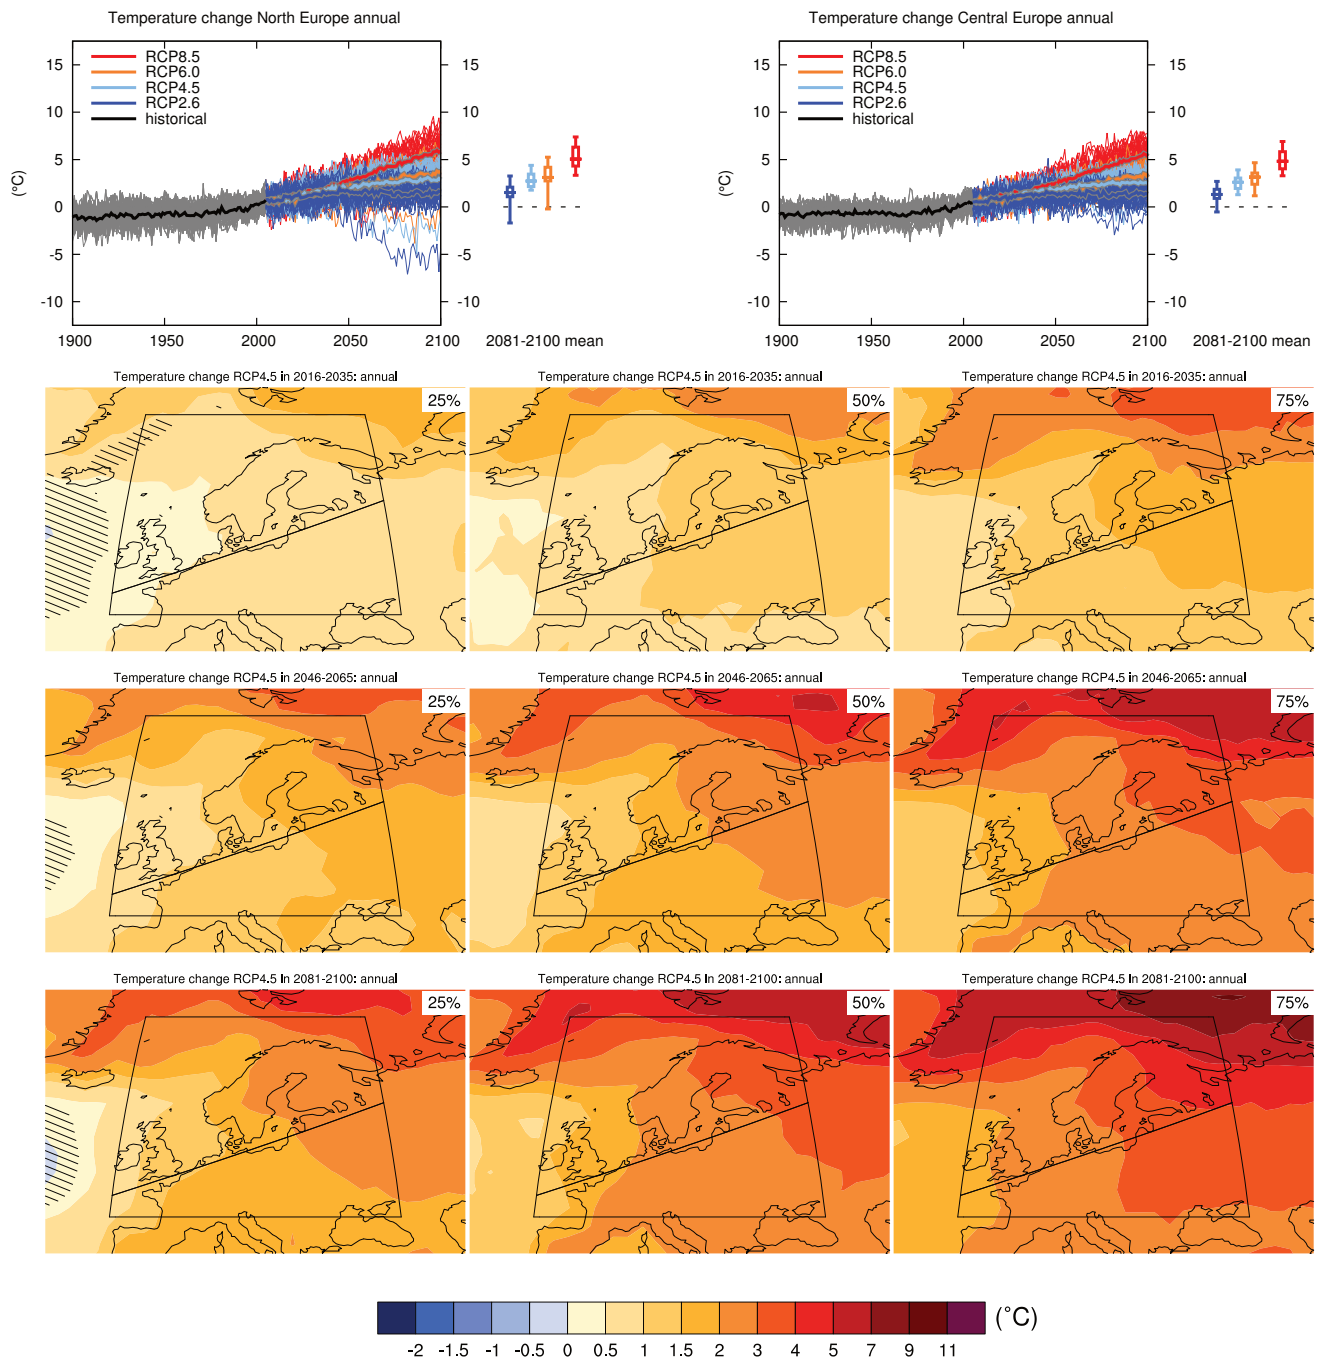 Temperature change North Europe annual
Temperature change Central Europe annual
(°C)
15
10
5
0
-5
-10
RCP8.5
RCP6.0
RCP4.5
RCP2.6
historical
15
10
5
0
-5
-10
1900
1950
2000
2050
2100
2081-2100 mean
(°C)
15
10
5
0
-5
-10
RCP8.5
RCP6.0
RCP4.5
RCP2.6
historical
15
10
5
0
-5
-10
1900
1950
2000
2050
2100
2081-2100 mean
Temperature change RCP4.5 in 2016-2035: annual
25%
Temperature change RCP4.5 in 2016-2035: annual
50%
Temperature change RCP4.5 in 2016-2035: annual
75%
Temperature change RCP4.5 in 2046-2065: annual
25%
Temperature change RCP4.5 in 2046-2065: annual
50%
Temperature change RCP4.5 in 2046-2065: annual
75%
Temperature change RCP4.5 in 2081-2100: annual
25%
Temperature change RCP4.5 in 2081-2100: annual
50%
Temperature change RCP4.5 in 2081-2100: annual
75%
(°C)
-2 -1.5 -1 -0.5 0 0.5 1 1.5 2 3 4 5 7 9 11